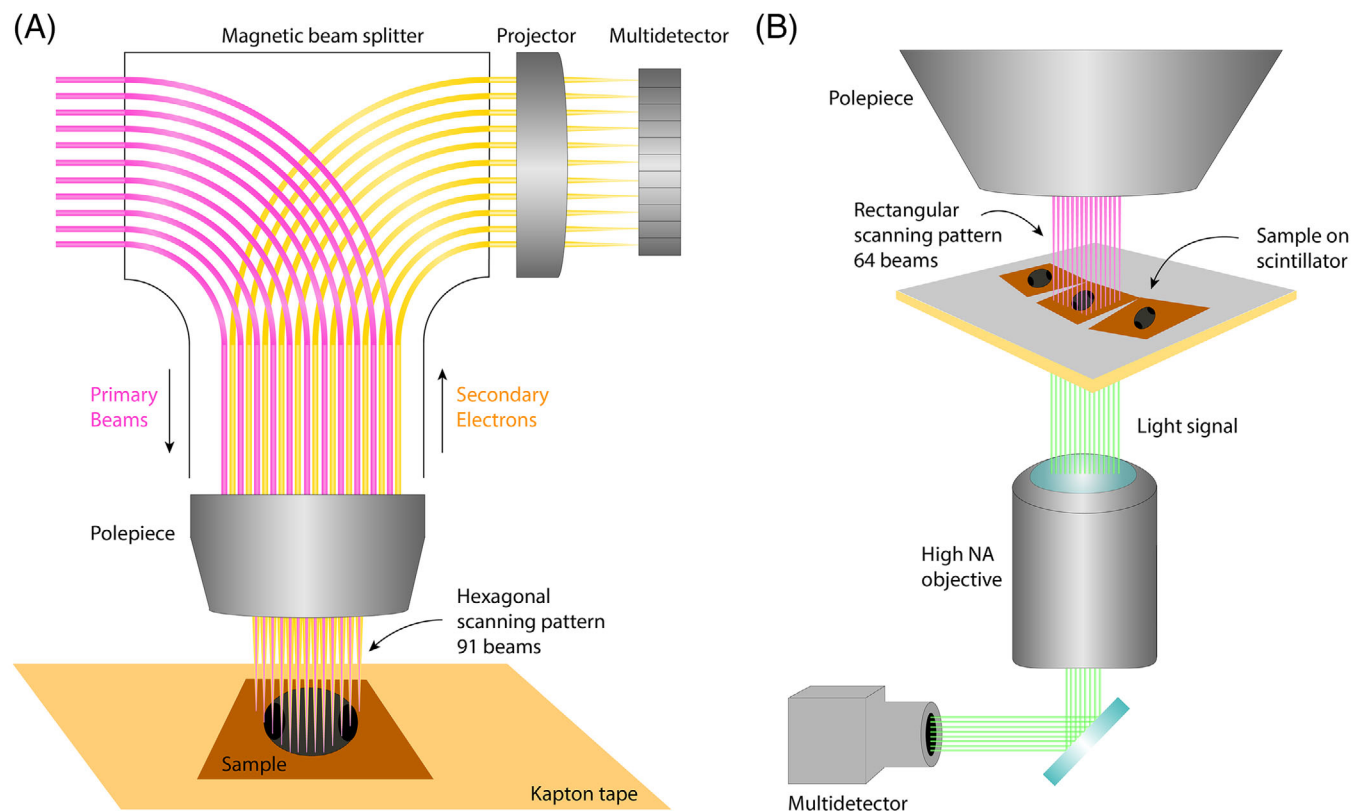 (A)
Magnetic beam splitter
Projector
Multidetector
Primary
Beams
Secondary
Electrons
Polepiece
Hexagonal
scanning pattern
91 beams
Sample
Kapton tape
(B)
Polepiece
Rectangular
scanning pattern
64 beams
Sample on
scintillator
Light signal
High NA
objective
Multidetector